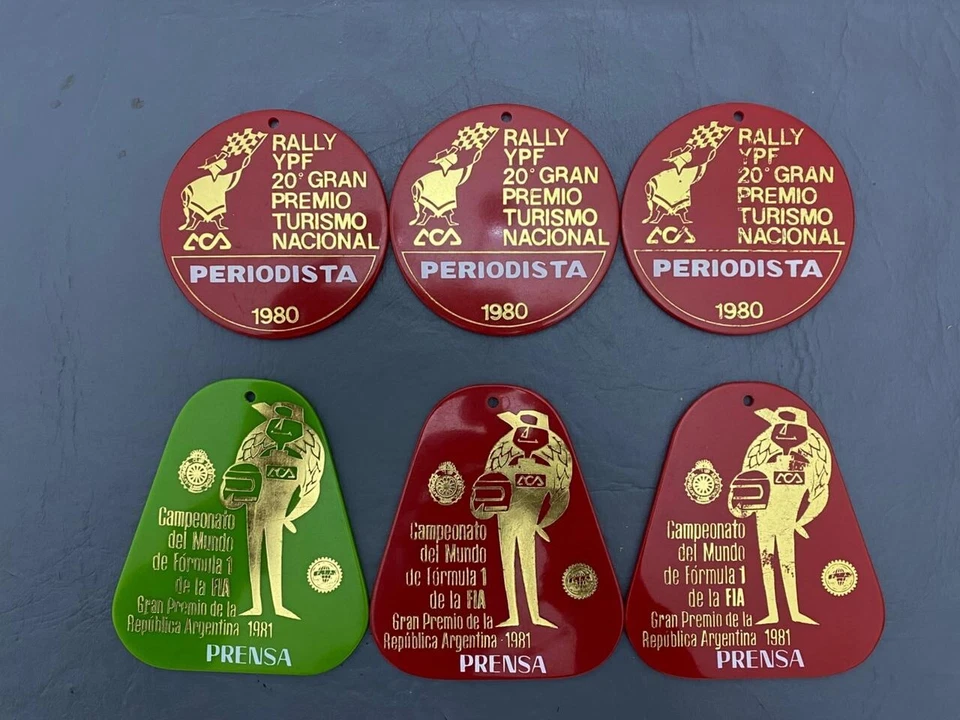 RALLY
YPF
20° GRAN
PREMIO
TURISMO
NACIONAL
ACA
PERIODISTA
1980
RALLY
YPF
20° GRAN
PREMIO
TURISMO
NACIONAL
ACA
PERIODISTA
1980
RALLY
YPF
20° GRAN
PREMIO
TURISMO
NACIONAL
ACA
PERIODISTA
1980
ACA
Campeonato
del Mundo
de Fórmula 1
de la FIA
Gran Premio de la
República Argentina 1981
PRENSA
ACA
Campeonato
del Mundo
de Fórmula 1
de la FIA
Gran Premio de la
República Argentina - 1981
PRENSA
ACA
Campeonato
del Mundo
de Fórmula 1
de la FIA
Gran Premio de la
República Argentina 1981
PRENSA